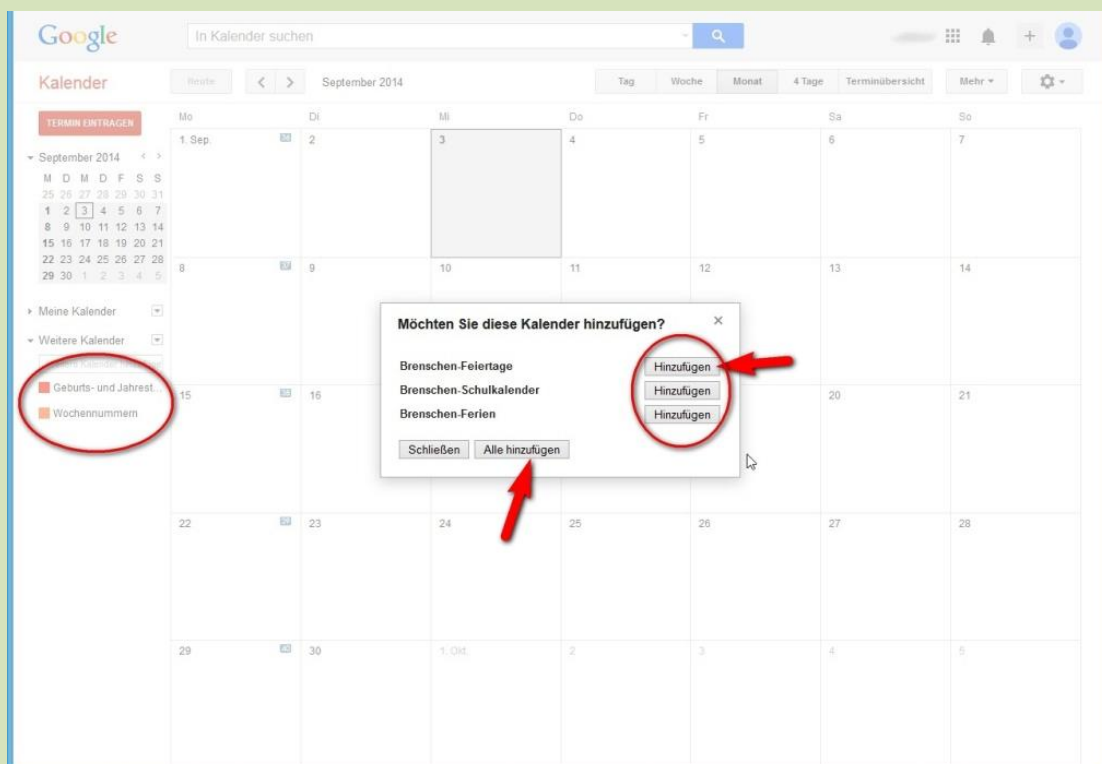 Google In Kalender suchen +
Kalender Heute < > September 2014 Tag Woche Monat 4 Tage Terminübersicht Mehr
TERMIN EINTRAGEN
September 2014 < >
M D M D F S S
25 26 27 28 29 30 31
1 2 3 4 5 6 7
8 9 10 11 12 13 14
15 16 17 18 19 20 21
22 23 24 25 26 27 28
29 30 1 2 3 4 5
Meine Kalender
Weitere Kalender
Geburts- und Jahrest...
Wochennummern
Mo Di Mi Do Fr Sa So
1. Sep. 2 3 4 5 6 7
8 37 9 10 11 12 13 14
Möchten Sie diese Kalender hinzufügen? ×
Brenschen-Feiertage Hinzufügen
Brenschen-Schulkalender Hinzufügen
Brenschen-Ferien Hinzufügen
Schließen Alle hinzufügen
15 16 20 21
22 23 24 25 26 27 28
29 30 1. Okt. 2 3 4 5